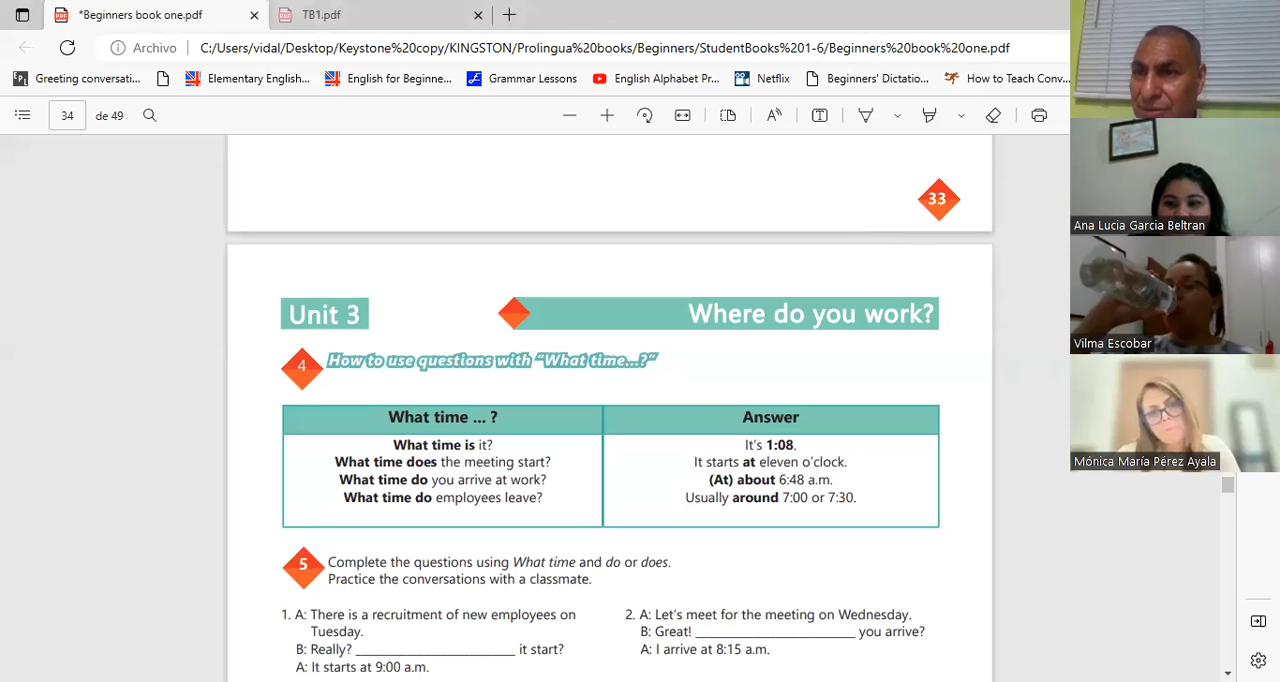 *Beginners book one.pdf
TB1.pdf
Archivo
C:/Users/vidal/Desktop/Keystone%20copy/KINGSTON/Prolingua%20books/Beginners/StudentBooks%201-6/Beginners%20book%20one.pdf
Greeting conversati...
Elementary English...
English for Beginne...
Grammar Lessons
English Alphabet Pr...
Netflix
Beginners' Dictatio...
How to Teach Conv...
34 de 49
33
Unit 3
Where do you work?
4 How to use questions with “What time...?”
What time ... ?
Answer
What time is it?
It's 1:08.
What time does the meeting start?
It starts at eleven o'clock.
What time do you arrive at work?
(At) about 6:48 a.m.
What time do employees leave?
Usually around 7:00 or 7:30.
5 Complete the questions using What time and do or does.
Practice the conversations with a classmate.
1. A: There is a recruitment of new employees on
Tuesday.
B: Really? ________________________ it start?
A: It starts at 9:00 a.m.
2. A: Let's meet for the meeting on Wednesday.
B: Great! ________________________ you arrive?
A: I arrive at 8:15 a.m.
Ana Lucia Garcia Beltran
Vilma Escobar
Mónica María Pérez Ayala